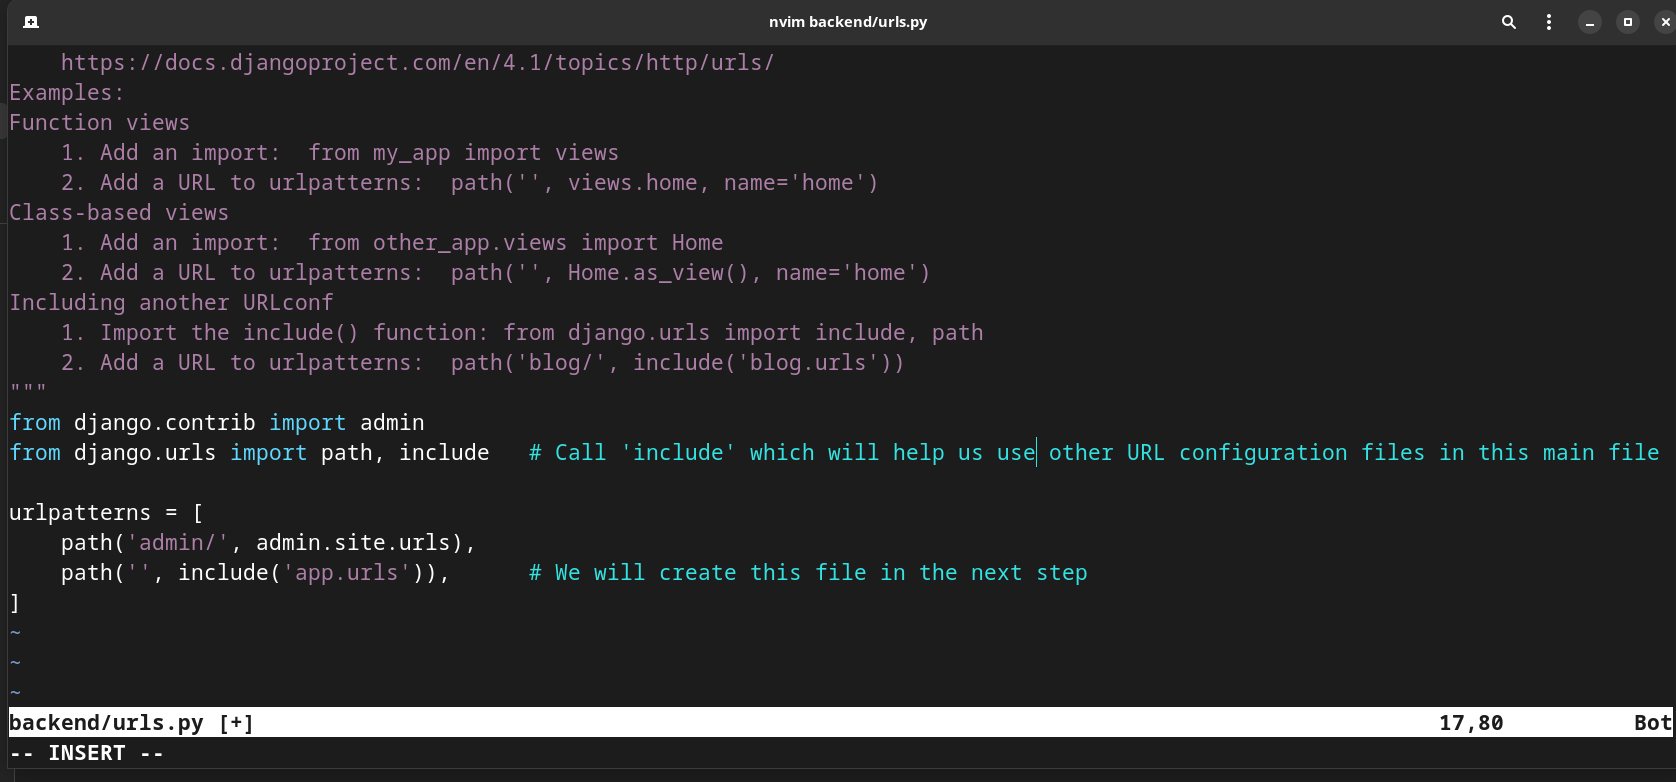 nvim backend/urls.py
    https://docs.djangoproject.com/en/4.1/topics/http/urls/
Examples:
Function views
    1. Add an import:  from my_app import views
    2. Add a URL to urlpatterns:  path('', views.home, name='home')
Class-based views
    1. Add an import:  from other_app.views import Home
    2. Add a URL to urlpatterns:  path('', Home.as_view(), name='home')
Including another URLconf
    1. Import the include() function: from django.urls import include, path
    2. Add a URL to urlpatterns:  path('blog/', include('blog.urls'))
"""
from django.contrib import admin
from django.urls import path, include   # Call 'include' which will help us use other URL configuration files in this main file

urlpatterns = [
    path('admin/', admin.site.urls),
    path('', include('app.urls')),      # We will create this file in the next step
]
~
~
~
backend/urls.py [+] 17,80 Bot
-- INSERT --